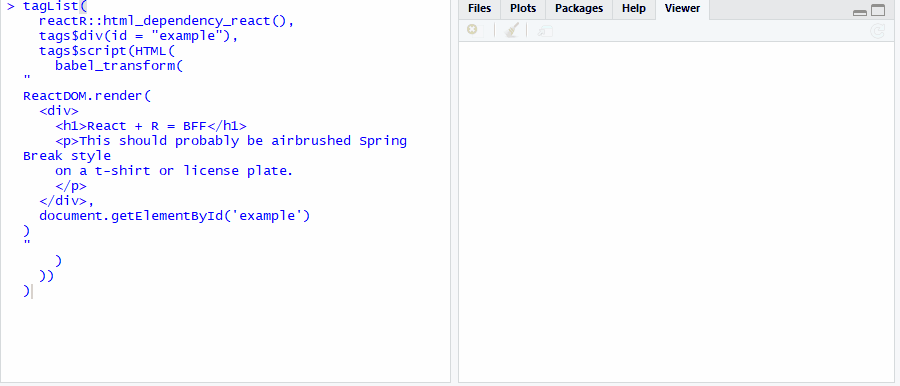 > tagList(
    reactR::html_dependency_react(),
    tags$div(id = "example"),
    tags$script(HTML(
      babel_transform(
  "
  ReactDOM.render(
    <div>
      <h1>React + R = BFF</h1>
      <p>This should probably be airbrushed Spring
  Break style
      on a t-shirt or license plate.
      </p>
    </div>,
    document.getElementById('example')
  )
  "
      )
    ))
  )
Files Plots Packages Help Viewer